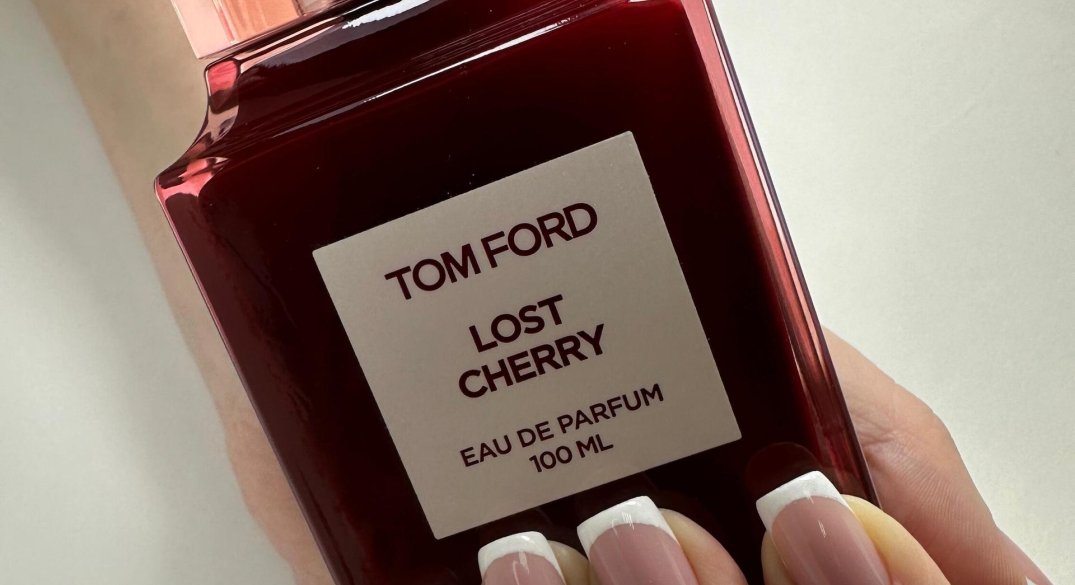 TOM FORD
LOST
CHERRY
EAU DE PARFUM
100 ML